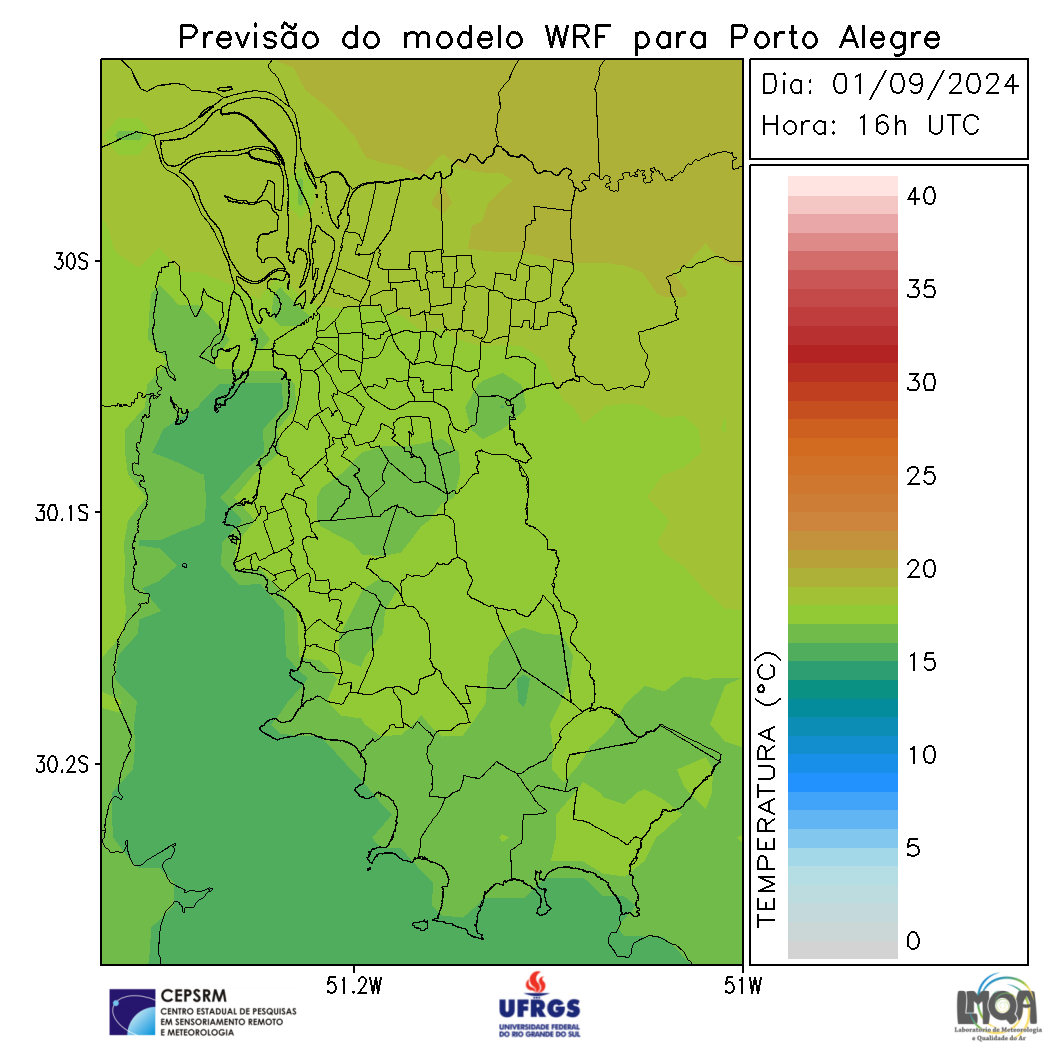 Previsão do modelo WRF para Porto Alegre
Dia: 01/09/2024
Hora: 16h UTC
30S
30.1S
30.2S
51.2W
51W
TEMPERATURA (°C)
40
35
30
25
20
15
10
5
0
CEPSRM
CENTRO ESTADUAL DE PESQUISAS
EM SENSORIAMENTO REMOTO
E METEOROLOGIA
UFRGS
UNIVERSIDADE FEDERAL
DO RIO GRANDE DO SUL
LMQA
Laboratório de Meteorologia
e Qualidade do Ar